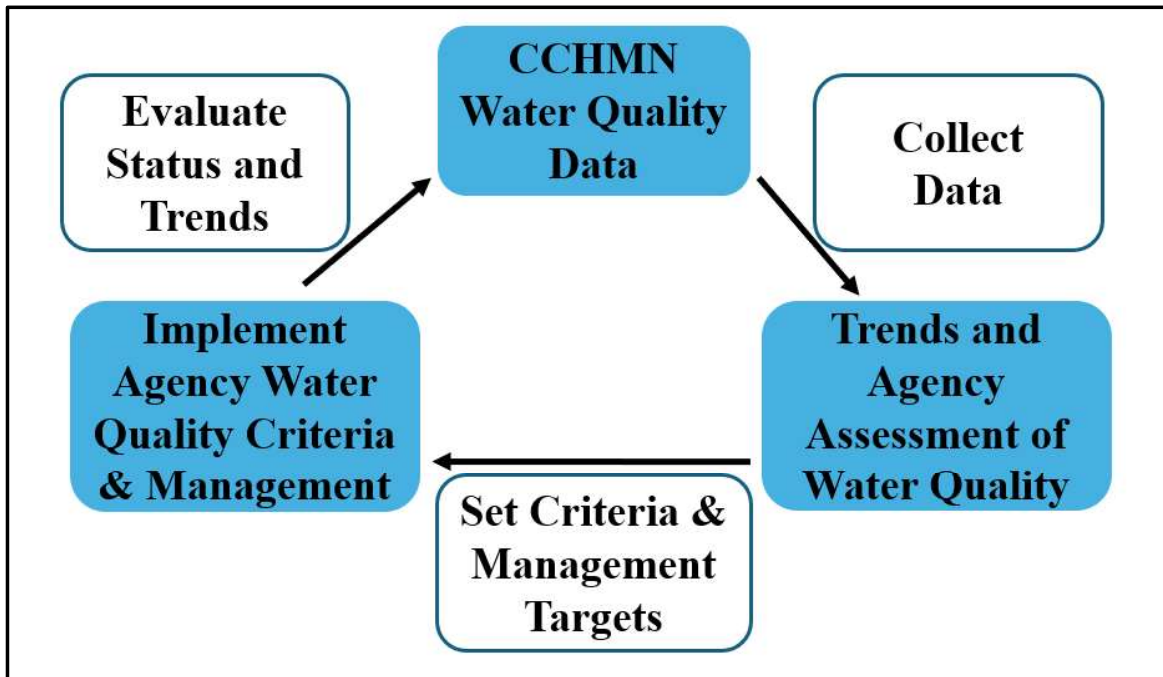 CCHMN
Water Quality
Data
Evaluate
Status and
Trends
Collect
Data
Implement
Agency Water
Quality Criteria
& Management
Trends and
Agency
Assessment of
Water Quality
Set Criteria &
Management
Targets